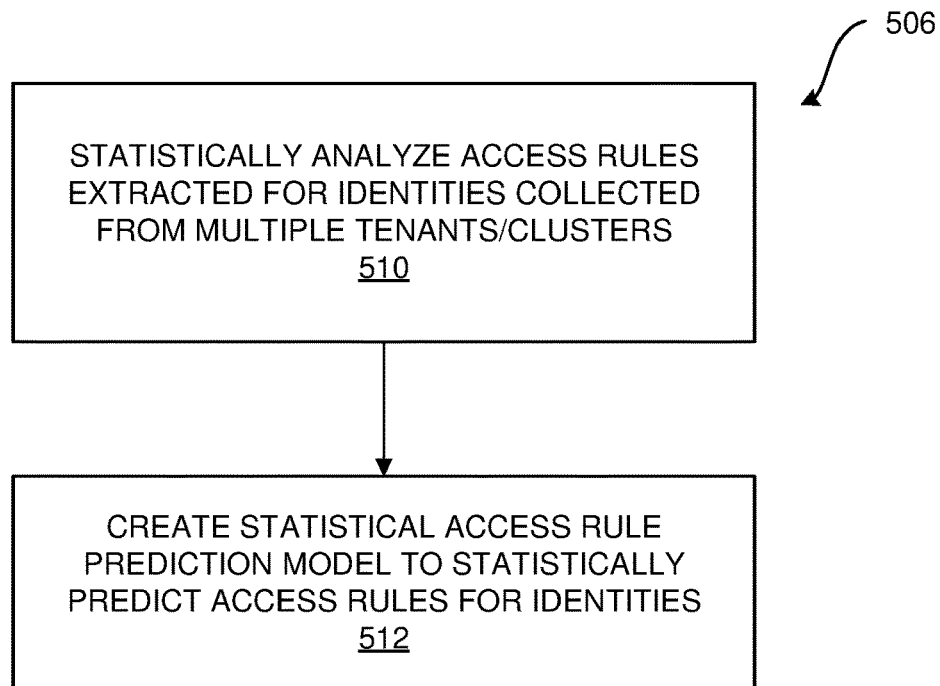 506
STATISTICALLY ANALYZE ACCESS RULES
EXTRACTED FOR IDENTITIES COLLECTED
FROM MULTIPLE TENANTS/CLUSTERS
510
CREATE STATISTICAL ACCESS RULE
PREDICTION MODEL TO STATISTICALLY
PREDICT ACCESS RULES FOR IDENTITIES
512